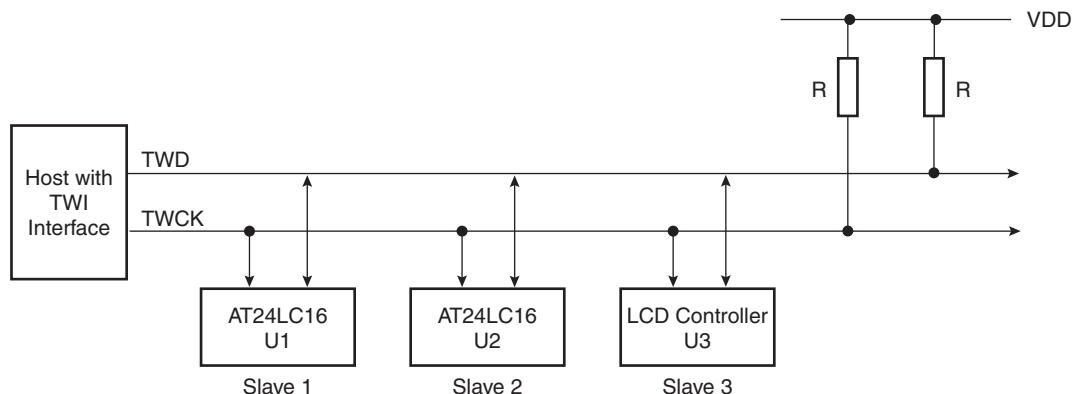 VDD
R
R
Host with
TWI
Interface
TWD
TWCK
AT24LC16
U1
AT24LC16
U2
LCD Controller
U3
Slave 1
Slave 2
Slave 3